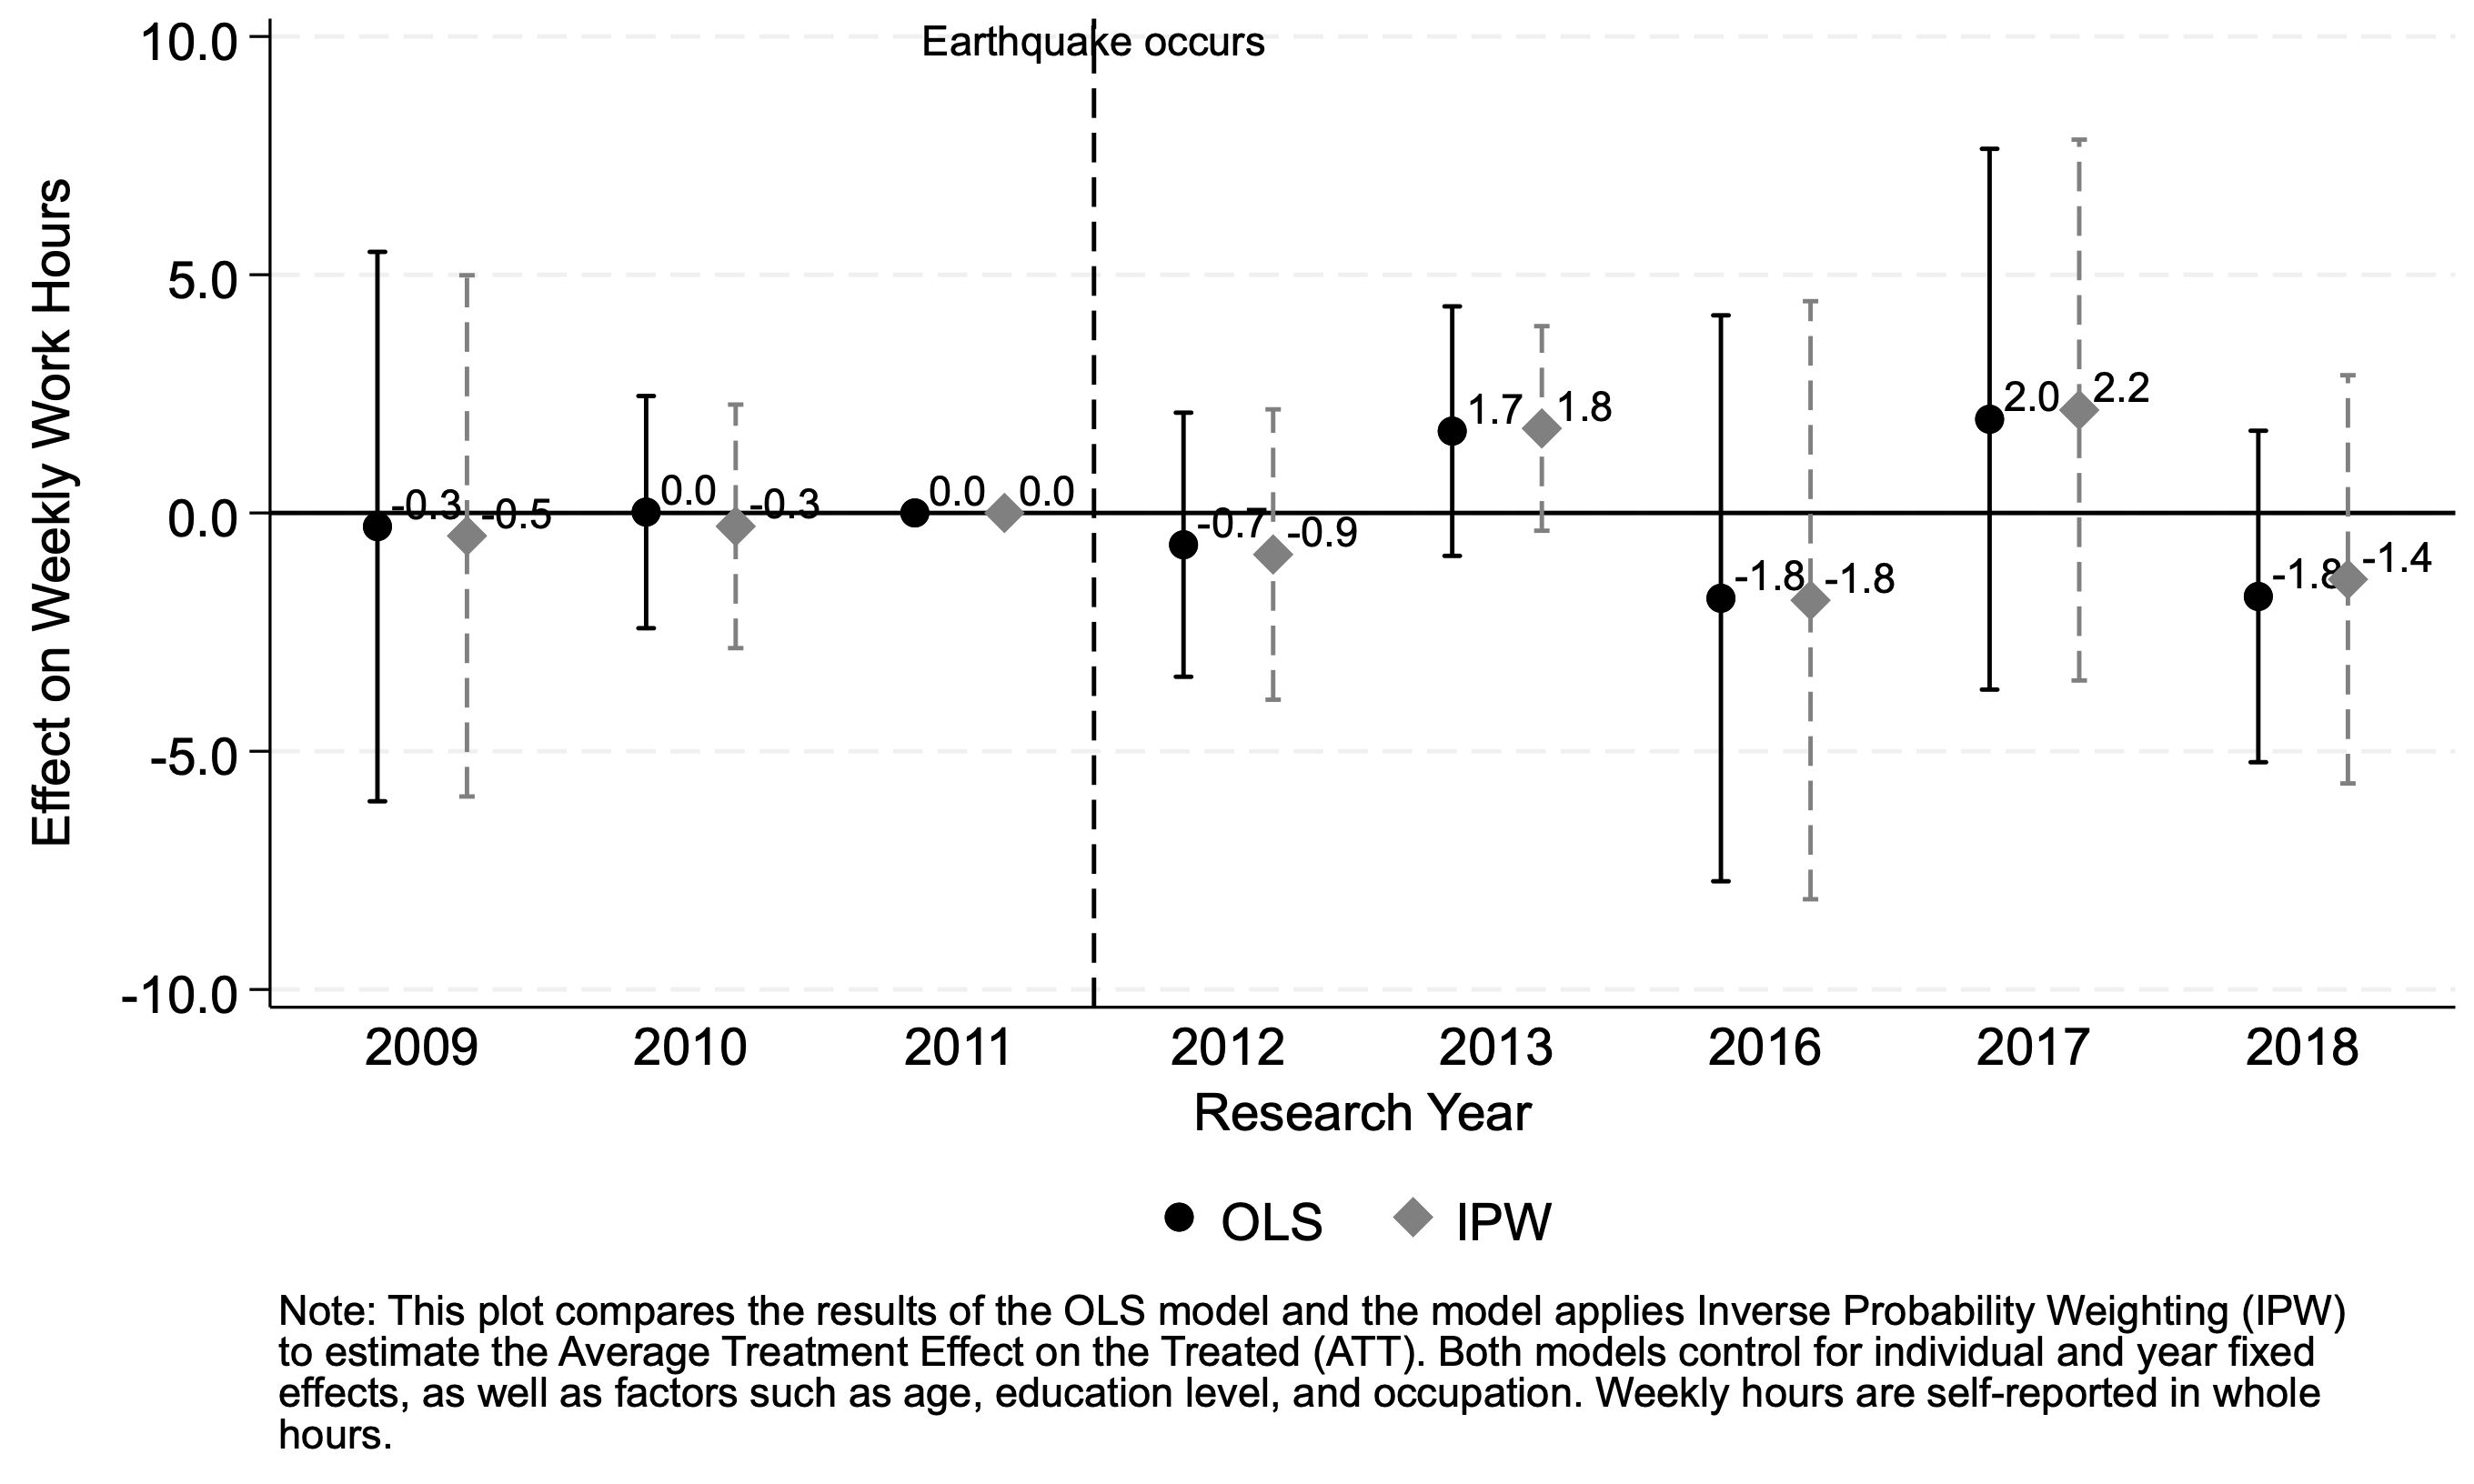 Earthquake occurs
10.0
5.0
0.0
-5.0
-10.0
Effect on Weekly Work Hours
-0.3
-0.5
0.0
-0.3
0.0
0.0
-0.7
-0.9
1.7
1.8
-1.8
-1.8
2.0
2.2
-1.8
-1.4
2009 2010 2011 2012 2013 2016 2017 2018
Research Year
OLS IPW
Note: This plot compares the results of the OLS model and the model applies Inverse Probability Weighting (IPW)
to estimate the Average Treatment Effect on the Treated (ATT). Both models control for individual and year fixed
effects, as well as factors such as age, education level, and occupation. Weekly hours are self-reported in whole
hours.